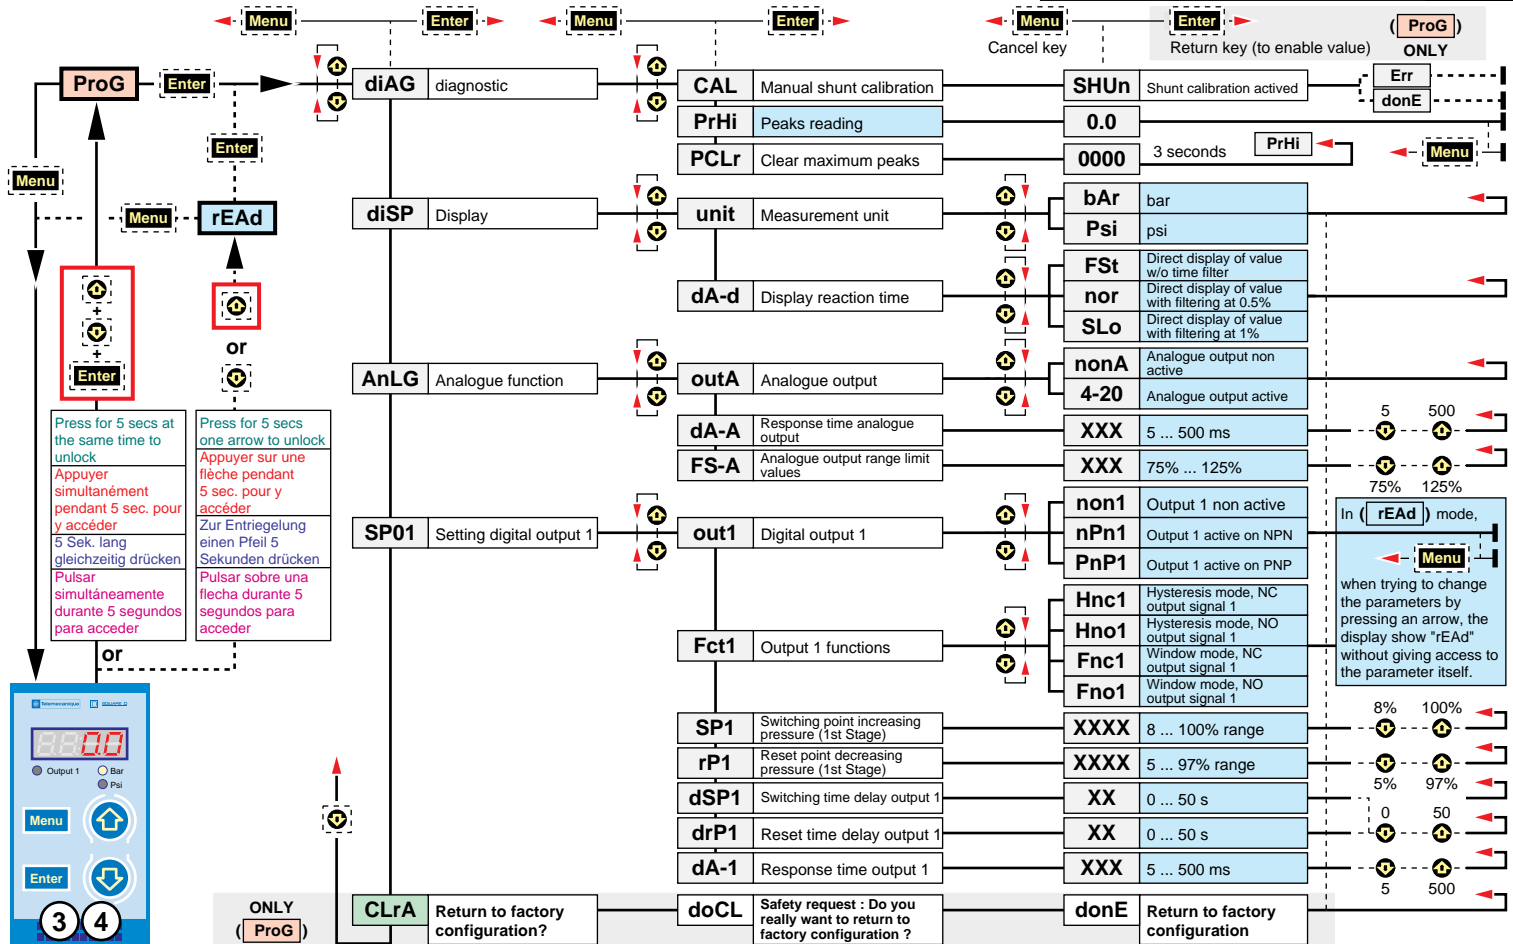 Menu
Enter
Menu
Enter
Menu
Enter
Cancel key
Return key (to enable value)
( ProG )
ONLY
ProG
Enter
diAG
diagnostic
CAL
Manual shunt calibration
SHUn
Shunt calibration actived
Err
donE
PrHi
Peaks reading
0.0
PCLr
Clear maximum peaks
0000
3 seconds
PrHi
Menu
Enter
Menu
Menu
rEAd
diSP
Display
unit
Measurement unit
bAr
bar
Psi
psi
dA-d
Display reaction time
FSt
Direct display of value
w/o time filter
nor
Direct display of value
with filtering at 0.5%
SLo
Direct display of value
with filtering at 1%
+
+
Enter
or
AnLG
Analogue function
outA
Analogue output
nonA
Analogue output non
active
4-20
Analogue output active
dA-A
Response time analogue
output
XXX
5 ... 500 ms
5
500
FS-A
Analogue output range limit
values
XXX
75% ... 125%
75%
125%
Press for 5 secs at
the same time to
unlock
Appuyer
simultanément
pendant 5 sec. pour
y accéder
5 Sek. lang
gleichzeitig drücken
Pulsar
simultáneamente
durante 5 segundos
para acceder
Press for 5 secs
one arrow to unlock
Appuyer sur une
flèche pendant
5 sec. pour y
accéder
Zur Entriegelung
einen Pfeil 5
Sekunden drücken
Pulsar sobre una
flecha durante 5
segundos para
acceder
or
SP01
Setting digital output 1
out1
Digital output 1
non1
Output 1 non active
nPn1
Output 1 active on NPN
PnP1
Output 1 active on PNP
Fct1
Output 1 functions
Hnc1
Hysteresis mode, NC
output signal 1
Hno1
Hysteresis mode, NO
output signal 1
Fnc1
Window mode, NC
output signal 1
Fno1
Window mode, NO
output signal 1
In ( rEAd ) mode,
Menu
when trying to change
the parameters by
pressing an arrow, the
display show "rEAd"
without giving access to
the parameter itself.
SP1
Switching point increasing
pressure (1st Stage)
XXXX
8 ... 100% range
8%
100%
rP1
Reset point decreasing
pressure (1st Stage)
XXXX
5 ... 97% range
5%
97%
dSP1
Switching time delay output 1
XX
0 ... 50 s
0
50
drP1
Reset time delay output 1
XX
0 ... 50 s
dA-1
Response time output 1
XXX
5 ... 500 ms
5
500
Telemecanique
SQUARE D
0.0
Output 1
Bar
Psi
Menu
Enter
3
4
ONLY
( ProG )
CLrA
Return to factory
configuration?
doCL
Safety request : Do you
really want to return to
factory configuration ?
donE
Return to factory
configuration